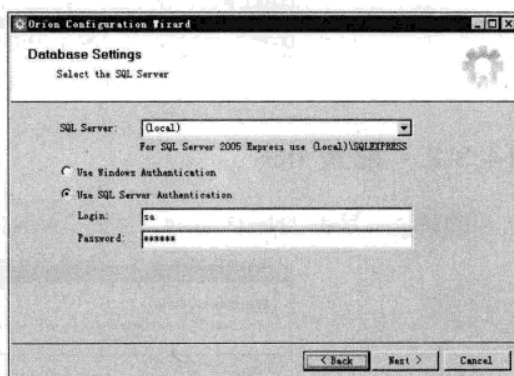 Orion Configuration Wizard
Database Settings
Select the SQL Server
SQL Server: (local)
For SQL Server 2005 Express use (local)\SQLEXPRESS
Use Windows Authentication
Use SQL Server Authentication
Login: sa
Password: ******
< Back Next > Cancel